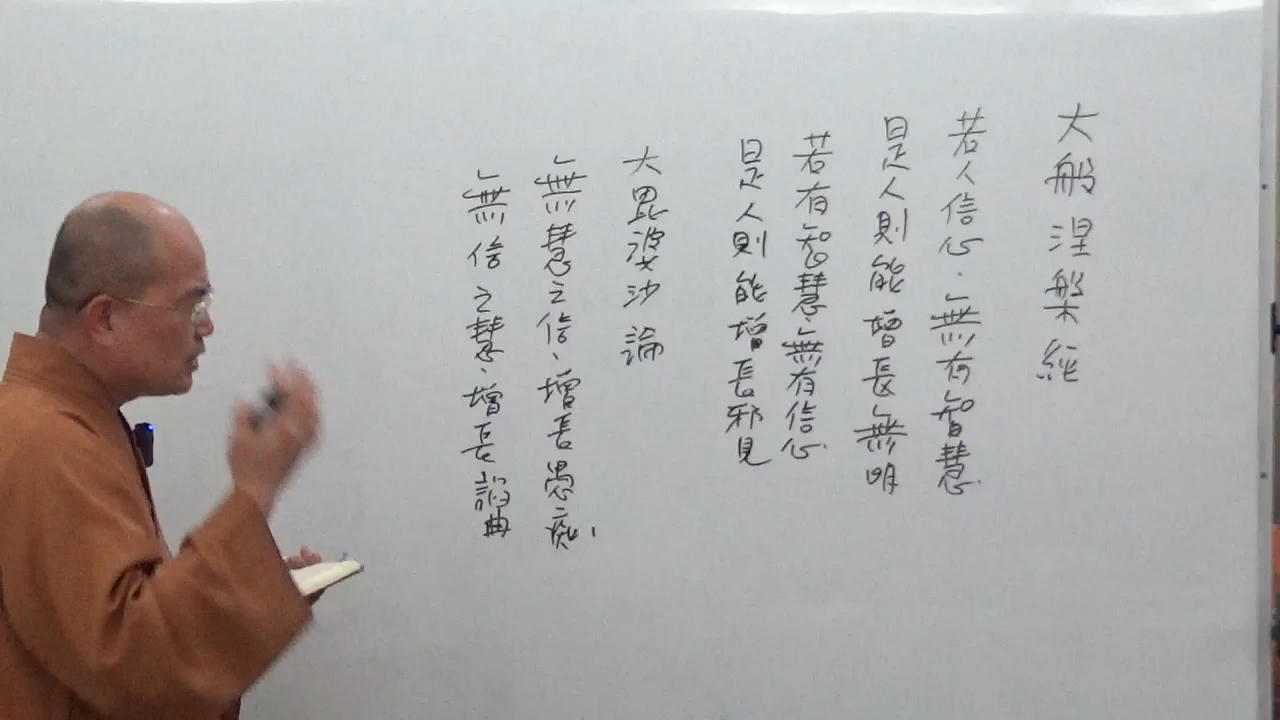 大般涅槃經
若人信心·無有智慧·
是人則能增長無明
若有智慧·無有信心·
是人則能增長邪見
大毘婆沙論
無慧之信、增長愚癡、
無信之慧、增長諂曲